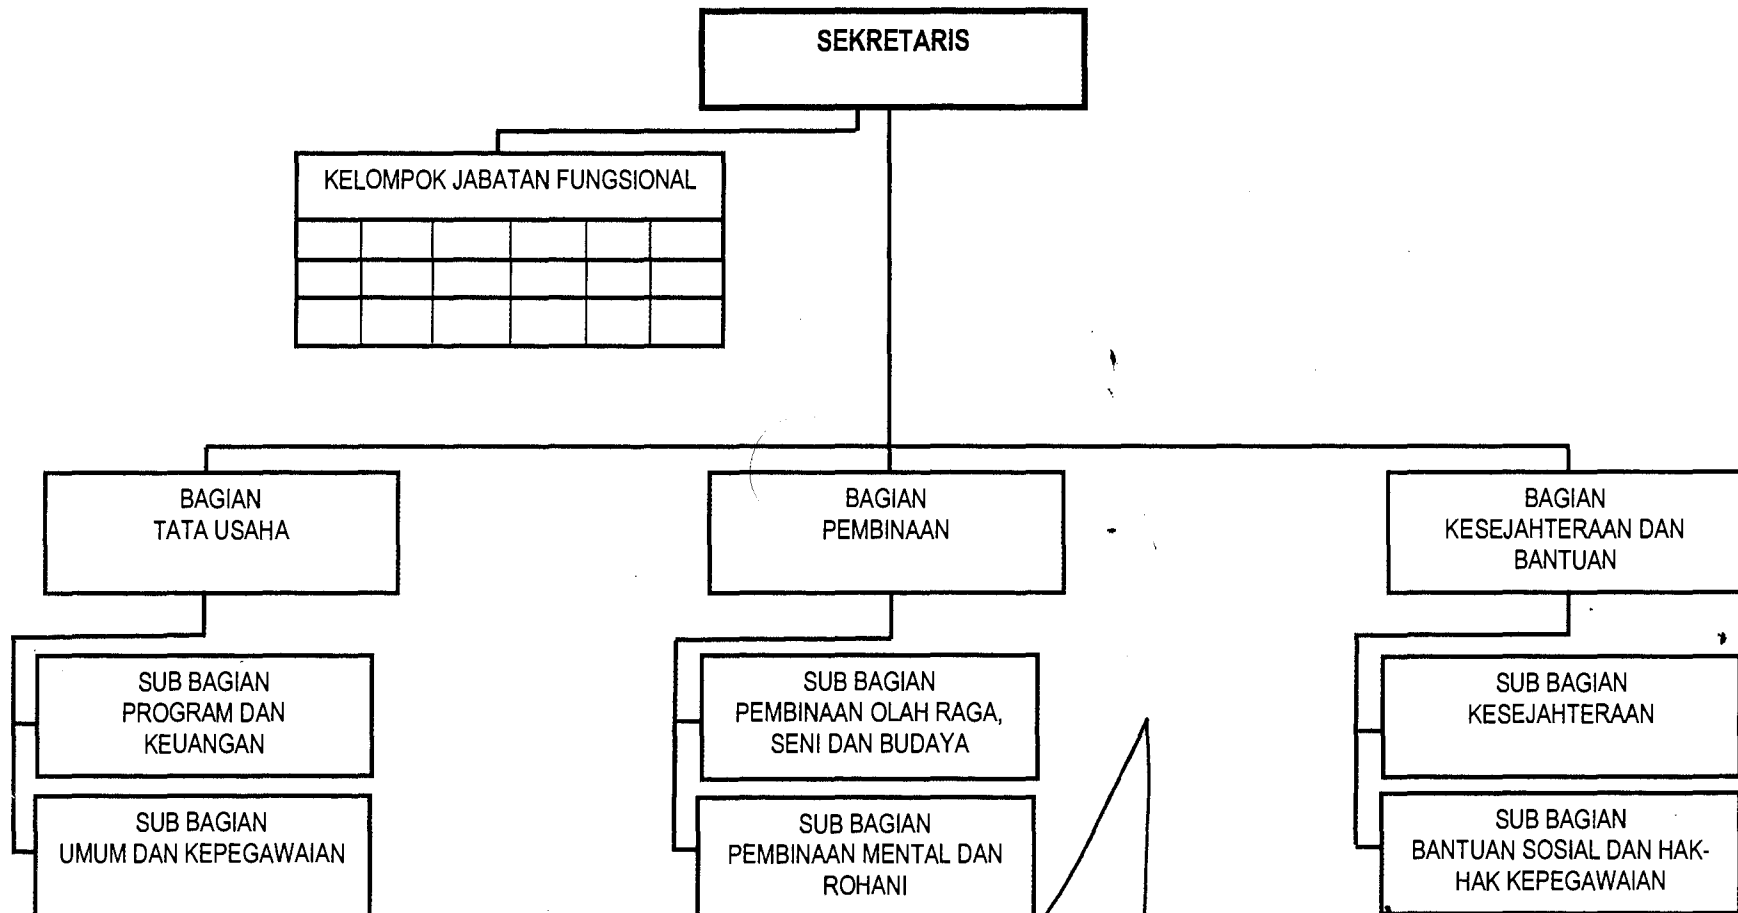 SEKRETARIS
KELOMPOK JABATAN FUNGSIONAL
BAGIAN
TATA USAHA
BAGIAN
PEMBINAAN
BAGIAN
KESEJAHTERAAN DAN
BANTUAN
SUB BAGIAN
PROGRAM DAN
KEUANGAN
SUB BAGIAN
PEMBINAAN OLAH RAGA,
SENI DAN BUDAYA
SUB BAGIAN
KESEJAHTERAAN
SUB BAGIAN
UMUM DAN KEPEGAWAIAN
SUB BAGIAN
PEMBINAAN MENTAL DAN
ROHANI
SUB BAGIAN
BANTUAN SOSIAL DAN HAK-
HAK KEPEGAWAIAN